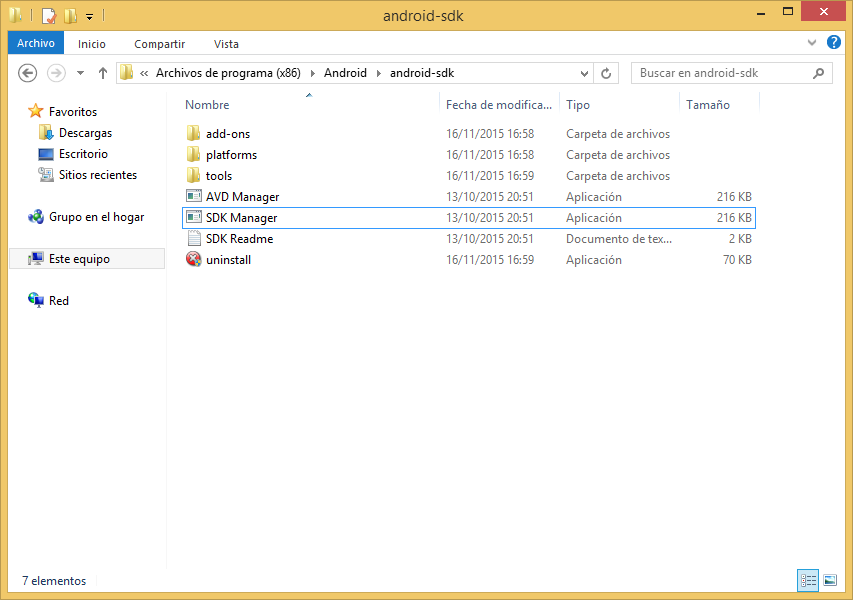 android-sdk
Archivo Inicio Compartir Vista
« Archivos de programa (x86) Android android-sdk Buscar en android-sdk
Nombre Fecha de modifica... Tipo Tamaño
Favoritos
Descargas
Escritorio
Sitios recientes
Grupo en el hogar
Este equipo
Red
add-ons 16/11/2015 16:58 Carpeta de archivos
platforms 16/11/2015 16:58 Carpeta de archivos
tools 16/11/2015 16:59 Carpeta de archivos
AVD Manager 13/10/2015 20:51 Aplicación 216 KB
SDK Manager 13/10/2015 20:51 Aplicación 216 KB
SDK Readme 13/10/2015 20:51 Documento de tex... 2 KB
uninstall 16/11/2015 16:59 Aplicación 70 KB
7 elementos